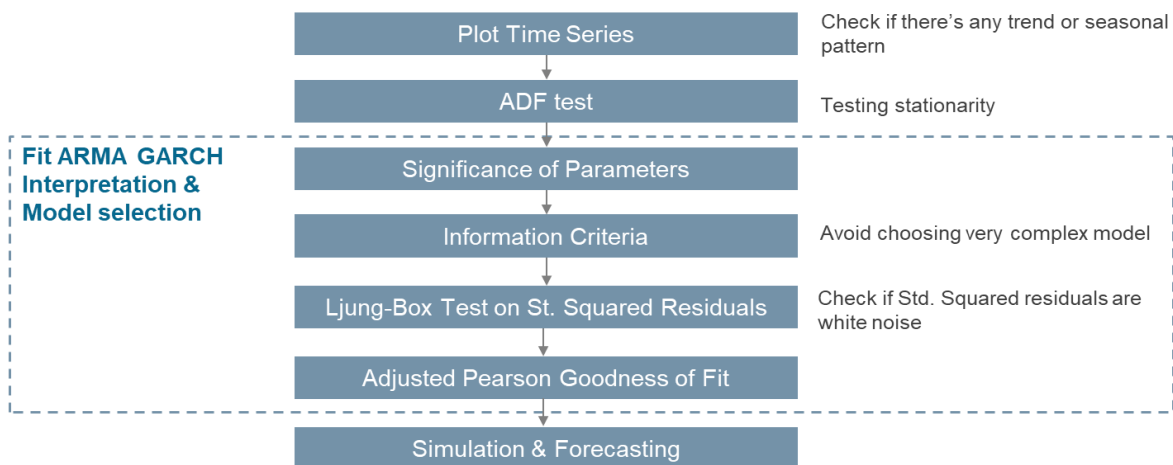 Plot Time Series
Check if there's any trend or seasonal
pattern
ADF test
Testing stationarity
Fit ARMA GARCH
Interpretation &
Model selection
Significance of Parameters
Information Criteria
Avoid choosing very complex model
Ljung-Box Test on St. Squared Residuals
Check if Std. Squared residuals are
white noise
Adjusted Pearson Goodness of Fit
Simulation & Forecasting